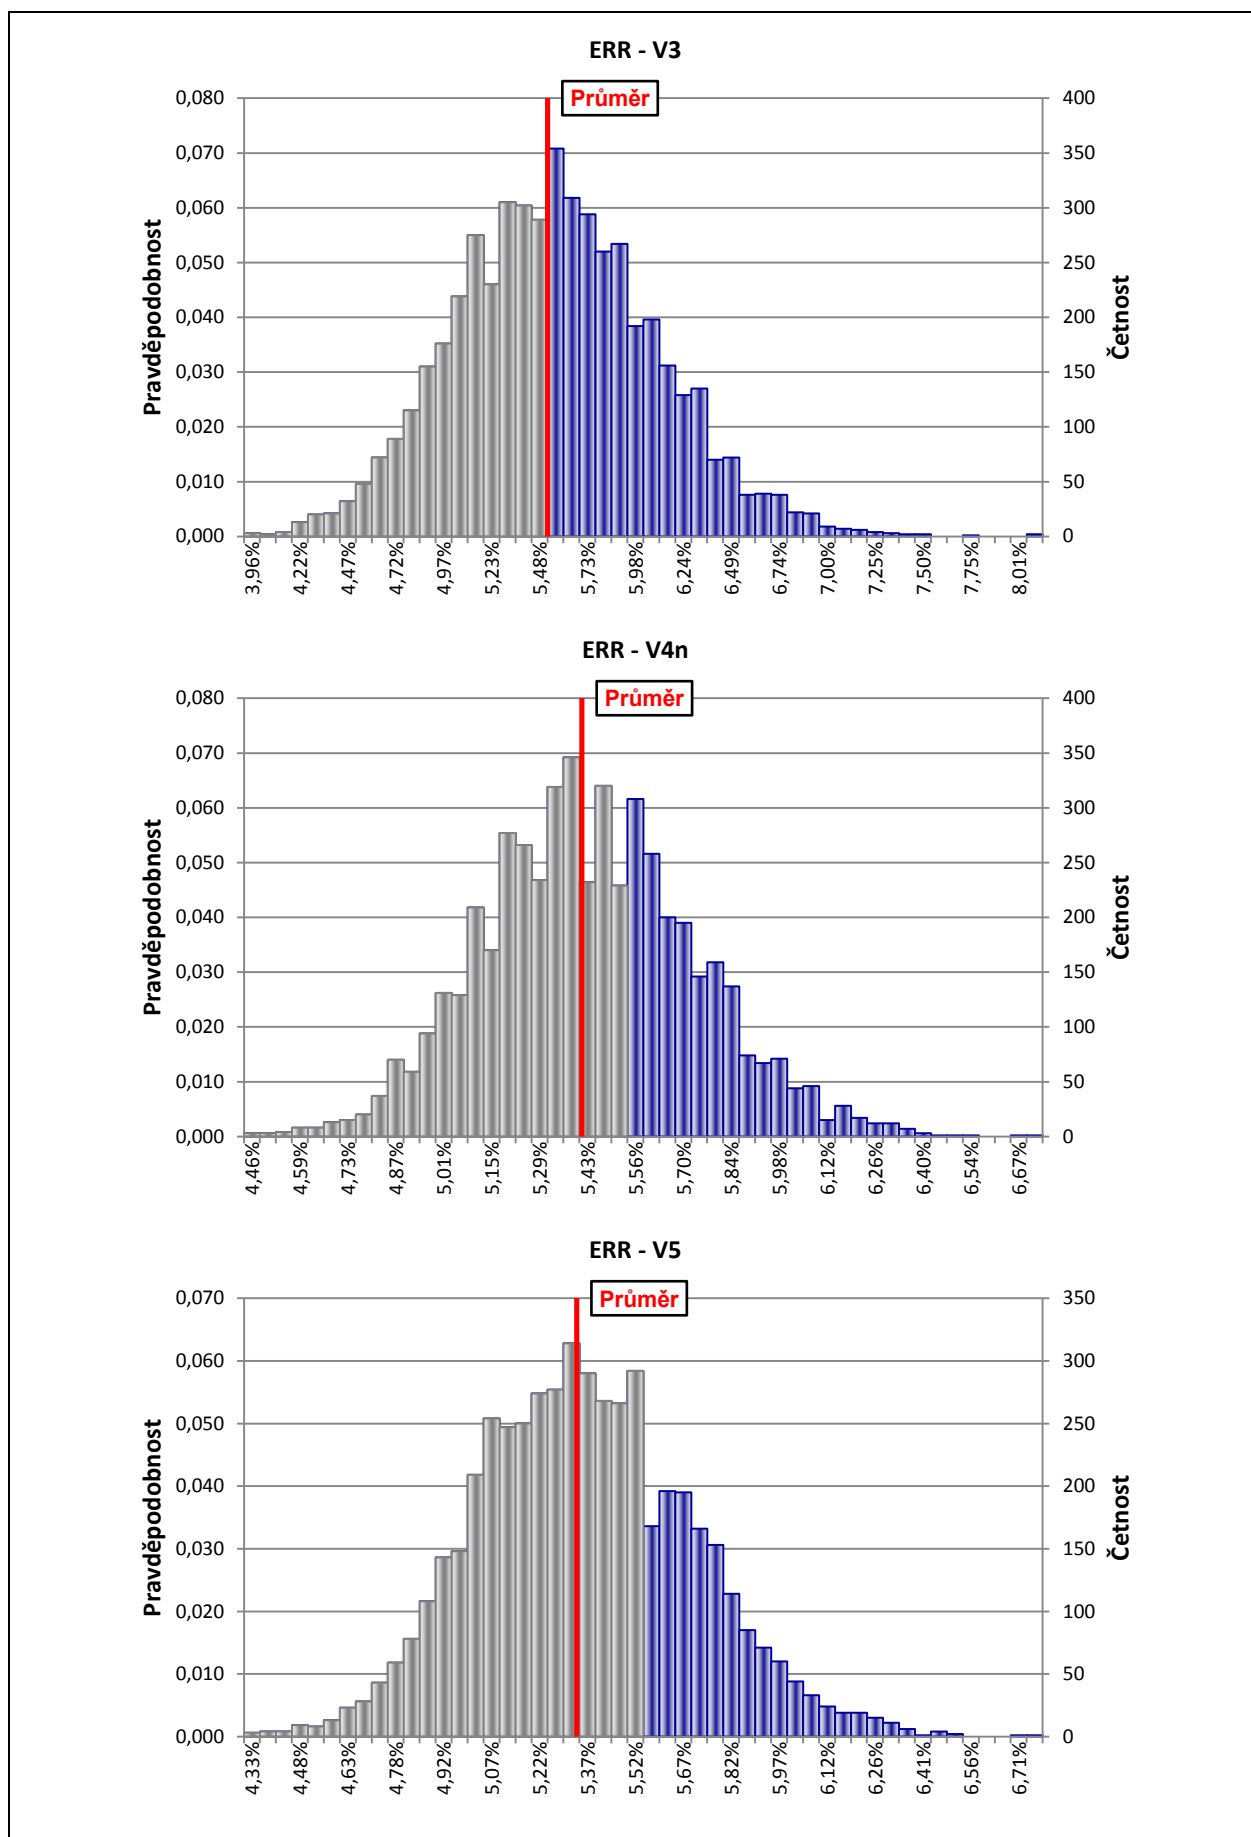 ERR - V3
Průměr
0,080 400
0,070 350
0,060 300
0,050 250
0,040 200
0,030 150
0,020 100
0,010 50
0,000 0
Pravděpodobnost
Četnost
3,96% 4,22% 4,47% 4,72% 4,97% 5,23% 5,48% 5,73% 5,98% 6,24% 6,49% 6,74% 7,00% 7,25% 7,50% 7,75% 8,01%
ERR - V4n
Průměr
0,080 400
0,070 350
0,060 300
0,050 250
0,040 200
0,030 150
0,020 100
0,010 50
0,000 0
Pravděpodobnost
Četnost
4,46% 4,59% 4,73% 4,87% 5,01% 5,15% 5,29% 5,43% 5,56% 5,70% 5,84% 5,98% 6,12% 6,26% 6,40% 6,54% 6,67%
ERR - V5
Průměr
0,070 350
0,060 300
0,050 250
0,040 200
0,030 150
0,020 100
0,010 50
0,000 0
Pravděpodobnost
Četnost
4,33% 4,48% 4,63% 4,78% 4,92% 5,07% 5,22% 5,37% 5,52% 5,67% 5,82% 5,97% 6,12% 6,26% 6,41% 6,56% 6,71%